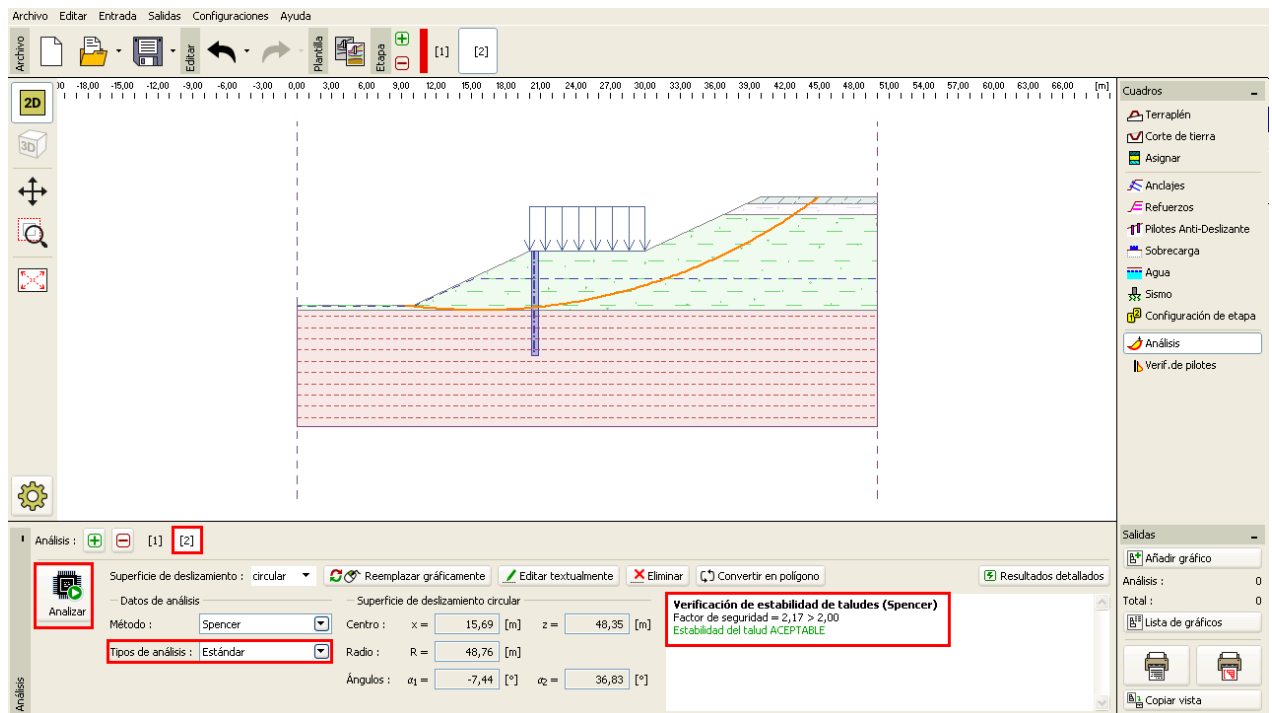 Archivo Editar Entrada Salidas Configuraciones Ayuda
Archivo
Editar
Plantilla
Etapa
[1] [2]
-18,00 -15,00 -12,00 -9,00 -6,00 -3,00 0,00 3,00 6,00 9,00 12,00 15,00 18,00 21,00 24,00 27,00 30,00 33,00 36,00 39,00 42,00 45,00 48,00 51,00 54,00 57,00 60,00 63,00 66,00 [m]
2D
3D
Cuadros
Terraplén
Corte de tierra
Asignar
Anclajes
Refuerzos
Pilotes Anti-Deslizante
Sobrecarga
Agua
Sismo
Configuración de etapa
Análisis
Verif.de pilotes
Análisis : [1] [2]
Analizar
Superficie de deslizamiento : circular Reemplazar gráficamente Editar textualmente Eliminar Convertir en polígono Resultados detallados
Datos de análisis
Método : Spencer
Tipos de análisis : Estándar
Superficie de deslizamiento circular
Centro : x = 15,69 [m] z = 48,35 [m]
Radio : R = 48,76 [m]
Ángulos : α1 = -7,44 [°] α2 = 36,83 [°]
Verificación de estabilidad de taludes (Spencer)
Factor de seguridad = 2,17 > 2,00
Estabilidad del talud ACEPTABLE
Análisis
Salidas
Añadir gráfico
Análisis : 0
Total : 0
Lista de gráficos
Copiar vista